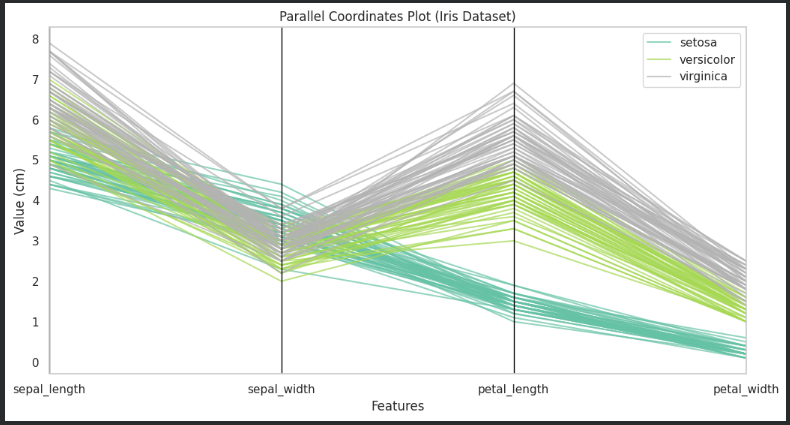 Parallel Coordinates Plot (Iris Dataset)
setosa
versicolor
virginica
Value (cm)
8
7
6
5
4
3
2
1
0
sepal_length
sepal_width
petal_length
petal_width
Features